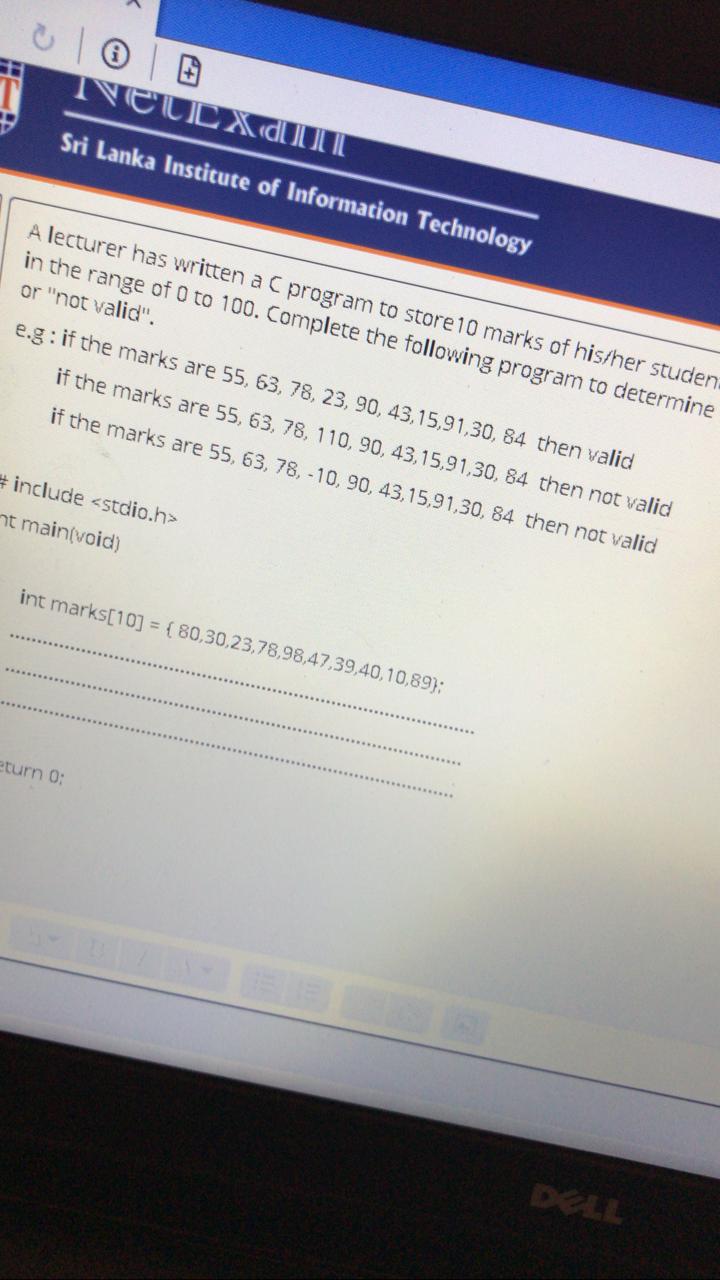 NetExam
Sri Lanka Institute of Information Technology
A lecturer has written a C program to store10 marks of his/her
in the range of 0 to 100. Complete the following program to determine
or "not valid".
e.g : if the marks are 55, 63, 78, 23, 90, 43,15,91,30, 84 then valid
if the marks are 55, 63, 78, 110, 90, 43,15,91,30, 84 then not valid
if the marks are 55, 63, 78, -10, 90, 43,15,91,30, 84 then not valid
# include <stdio.h>
nt main(void)
int marks[10] = { 80,30,23,78,98,47,39,40,10,89};
eturn 0;
DELL